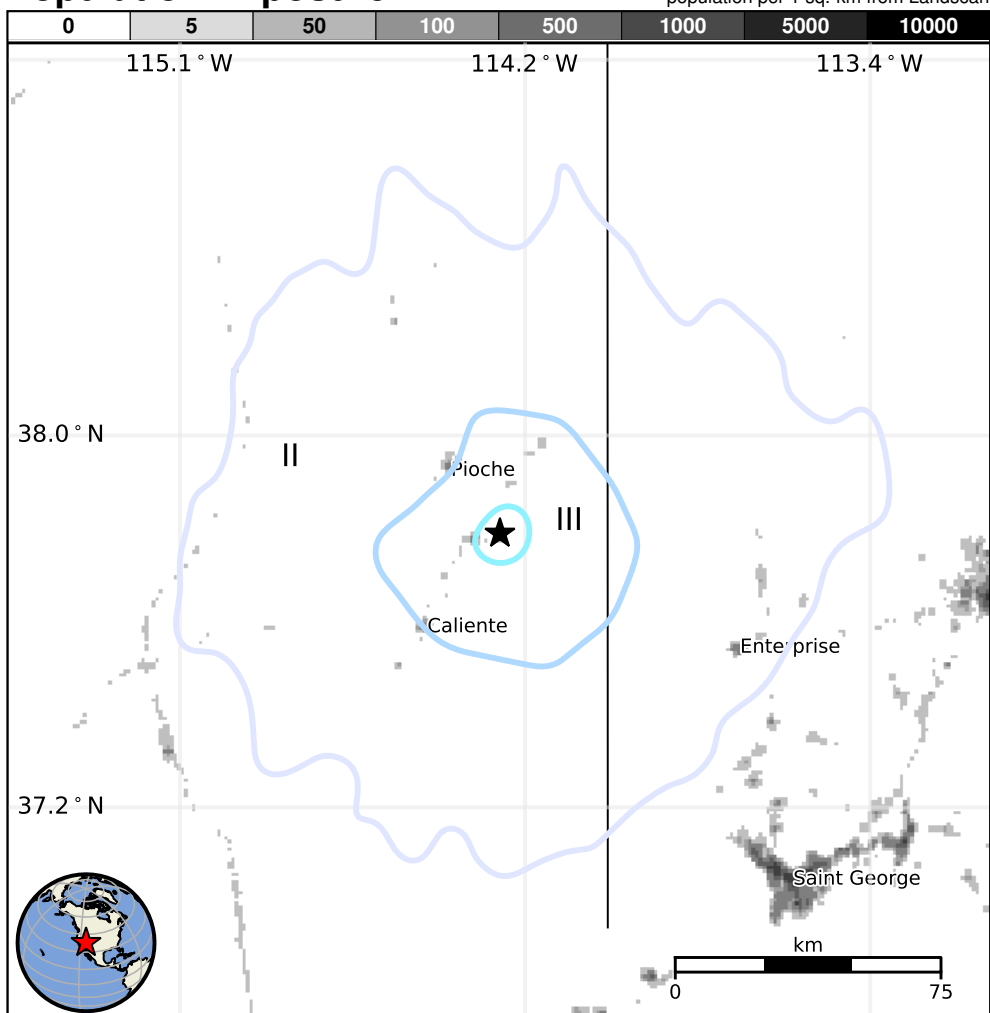 population per 1 sq. km from Landscan
0 5 50 100 500 1000 5000 10000
115.1°W 114.2°W 113.4°W
38.0°N
II
Pioche
III
Caliente
Enterprise
37.2°N
Saint George
km
0 75